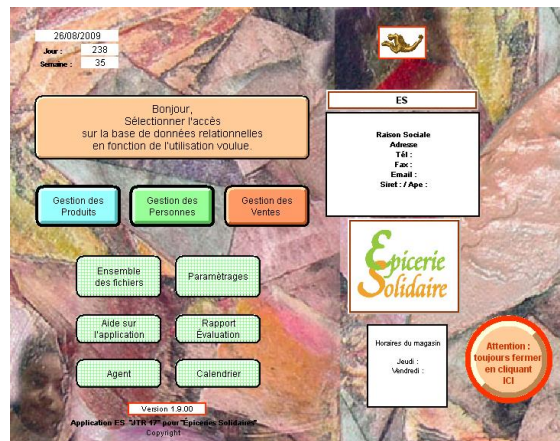 26/08/2009
Jour : 238
Semaine : 35
Bonjour,
Sélectionner l'accès
sur la base de données relationnelles
en fonction de l'utilisation voulue.
Gestion des
Produits
Gestion des
Personnes
Gestion des
Ventes
Ensemble
des fichiers
Paramètrages
Aide sur
l'application
Rapport
Évaluation
Agent
Calendrier
Version 1.9.00
Application ES "JTR 17" pour "Épiceries Solidaires"
Copyright
ES
Raison Sociale
Adresse
Tél :
Fax :
Email :
Siret : / Ape :
Epicerie
Solidaire
Horaires du magasin
Jeudi :
Vendredi :
Attention :
toujours fermer
en cliquant
ICI